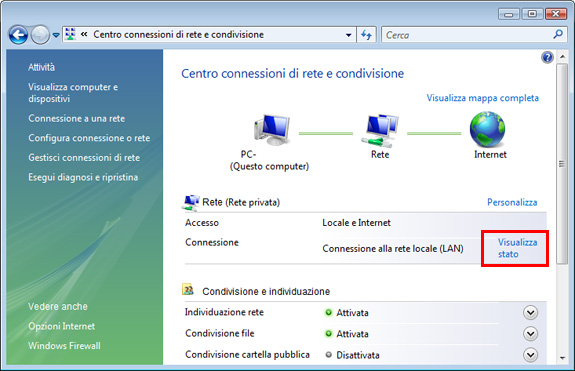 « Centro connessioni di rete e condivisione
Cerca
Attività
Visualizza computer e
dispositivi
Connessione a una rete
Configura connessione o rete
Gestisci connessioni di rete
Esegui diagnosi e ripristina
Vedere anche
Opzioni Internet
Windows Firewall
Centro connessioni di rete e condivisione
Visualizza mappa completa
PC-
(Questo computer)
Rete
Internet
Rete (Rete privata)
Personalizza
Accesso
Locale e Internet
Connessione
Connessione alla rete locale (LAN)
Visualizza
stato
Condivisione e individuazione
Individuazione rete
Attivata
Condivisione file
Attivata
Condivisione cartella pubblica
Disattivata